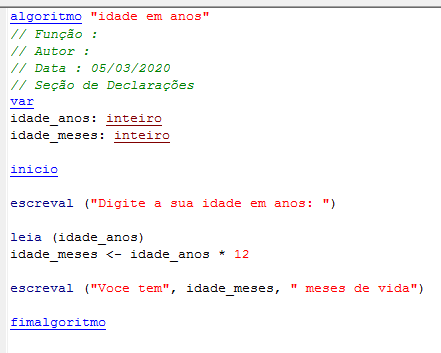 algoritmo "idade em anos"
// Função :
// Autor :
// Data : 05/03/2020
// Seção de Declarações
var
idade_anos: inteiro
idade_meses: inteiro
inicio
escreval ("Digite a sua idade em anos: ")
leia (idade_anos)
idade_meses <- idade_anos * 12
escreval ("Voce tem", idade_meses, " meses de vida")
fimalgoritmo